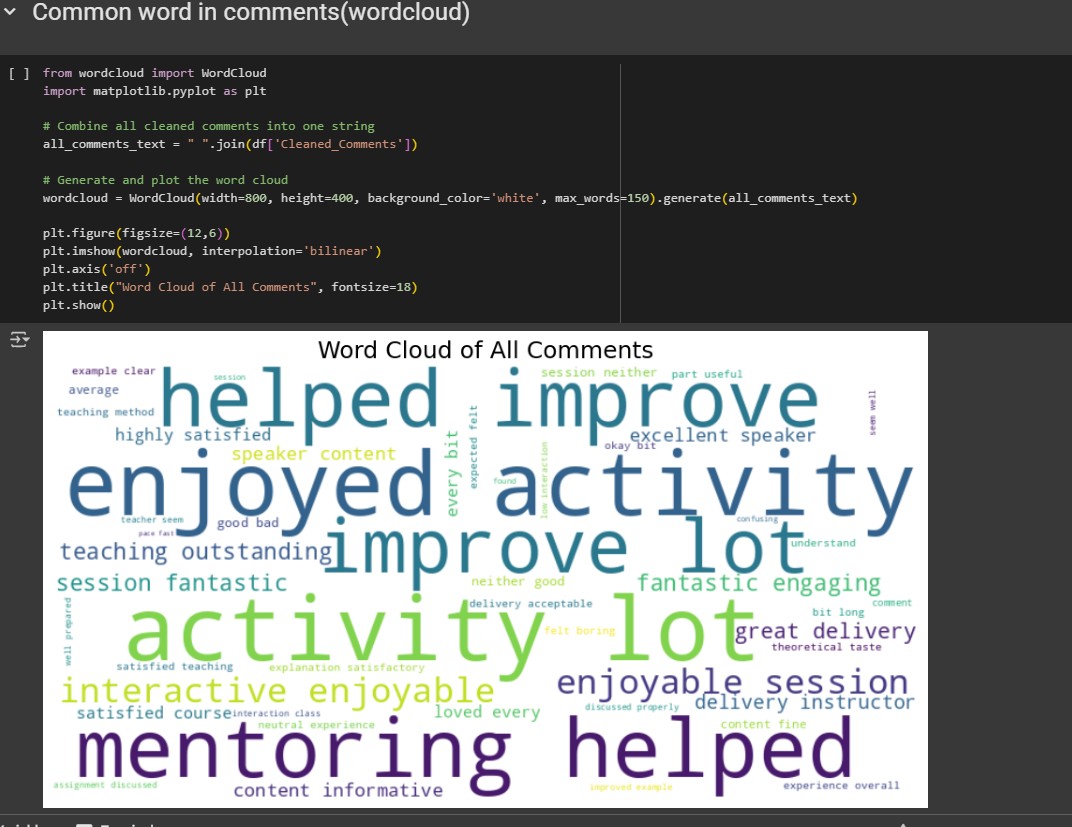 Common word in comments(wordcloud)
[ ] from wordcloud import WordCloud
import matplotlib.pyplot as plt
# Combine all cleaned comments into one string
all_comments_text = " ".join(df['Cleaned_Comments'])
# Generate and plot the word cloud
wordcloud = WordCloud(width=800, height=400, background_color='white', max_words=150).generate(all_comments_text)
plt.figure(figsize=(12,6))
plt.imshow(wordcloud, interpolation='bilinear')
plt.axis('off')
plt.title("Word Cloud of All Comments", fontsize=18)
plt.show()
Word Cloud of All Comments
example clear
session
session neither
part useful
average
helped improve
teaching method
seem well
highly satisfied
excellent speaker
okay bit
speaker content
every bit
expected felt
low interaction
enjoyed activity
found
teacher seem
good bad
confusing
pace fast
improve lot
understand
teaching outstanding
session fantastic
neither good
fantastic engaging
well prepared
delivery acceptable
comment
bit long
activity lot
felt boring
great delivery
theoretical taste
satisfied teaching
explanation satisfactory
interactive enjoyable
enjoyable session
delivery instructor
satisfied course
interaction class
loved every
discussed properly
neutral experience
content fine
mentoring helped
assignment discussed
content informative
improved example
experience overall